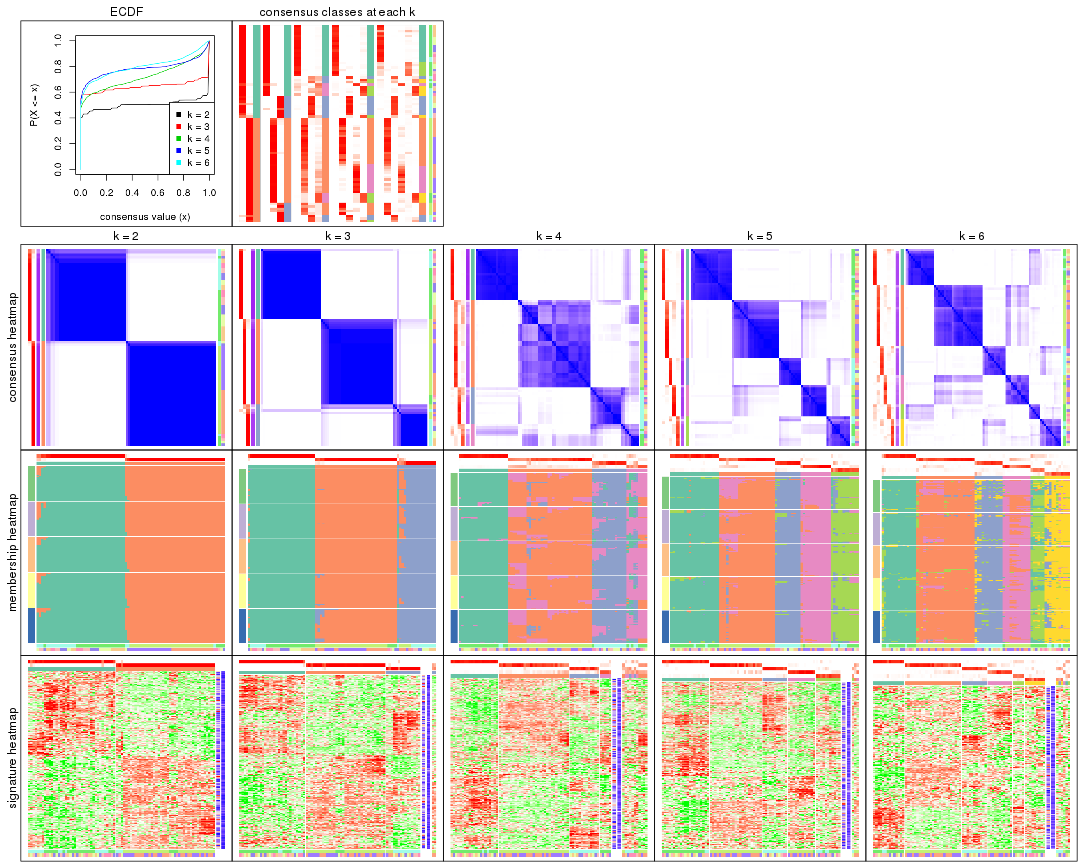 ECDF
consensus classes at each k
P(X <= x)
1.0
0.8
0.6
0.4
0.2
0.0
k = 2
k = 3
k = 4
k = 5
k = 6
0.0 0.2 0.4 0.6 0.8 1.0
consensus value (x)
k = 2 k = 3 k = 4 k = 5 k = 6
consensus heatmap
membership heatmap
signature heatmap